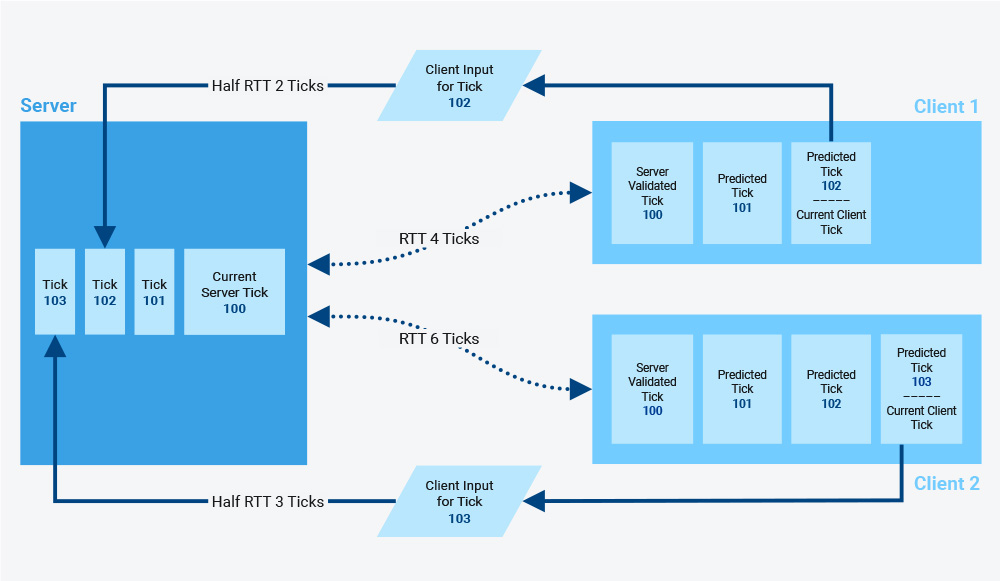 Client Input
for Tick
102
Half RTT 2 Ticks
Server
Client 1
Server
Validated
Tick
100
Predicted
Tick
101
Predicted
Tick
102
–––––
Current Client
Tick
RTT 4 Ticks
Tick
103
Tick
102
Tick
101
Current
Server Tick
100
RTT 6 Ticks
Server
Validated
Tick
100
Predicted
Tick
101
Predicted
Tick
102
Predicted
Tick
103
–––––
Current Client
Tick
Client 2
Client Input
for Tick
103
Half RTT 3 Ticks